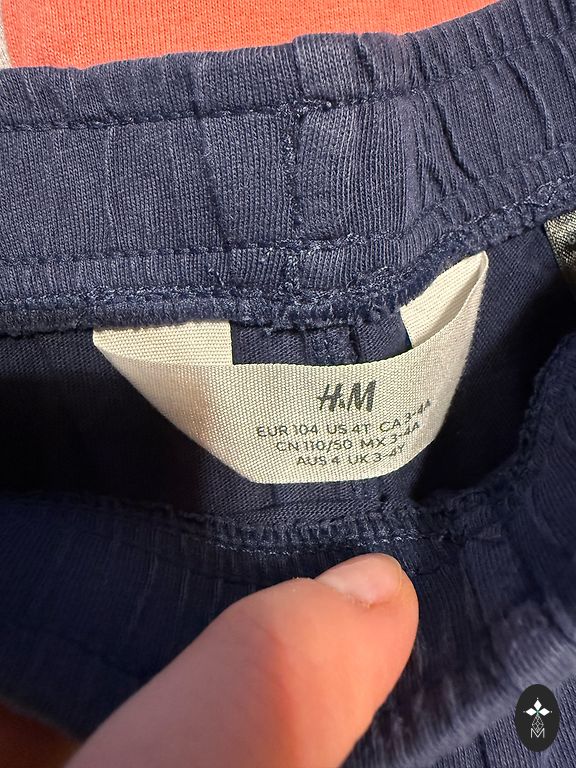 H&M
EUR 104 US 4T CA 3-4A
CN 110/50 MX 3-4A
AUS 4 UK 3-4Y
M